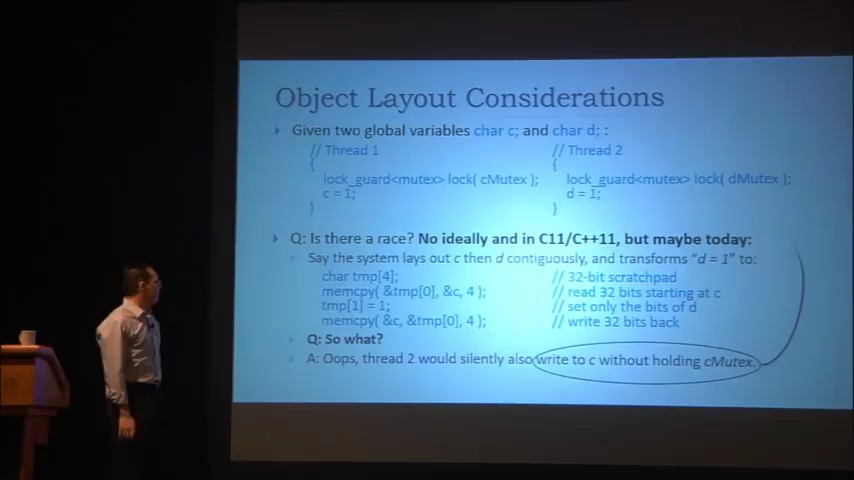 Object Layout Considerations
Given two global variables char c; and char d; :
// Thread 1
{
lock_guard<mutex> lock( cMutex );
c = 1;
}
// Thread 2
{
lock_guard<mutex> lock( dMutex );
d = 1;
}
Q: Is there a race? No ideally and in C11/C++11, but maybe today:
Say the system lays out c then d contiguously, and transforms “d = 1” to:
char tmp[4]; // 32-bit scratchpad
memcpy( &tmp[0], &c, 4 ); // read 32 bits starting at c
tmp[1] = 1; // set only the bits of d
memcpy( &c, &tmp[0], 4 ); // write 32 bits back
Q: So what?
A: Oops, thread 2 would silently also write to c without holding cMutex.